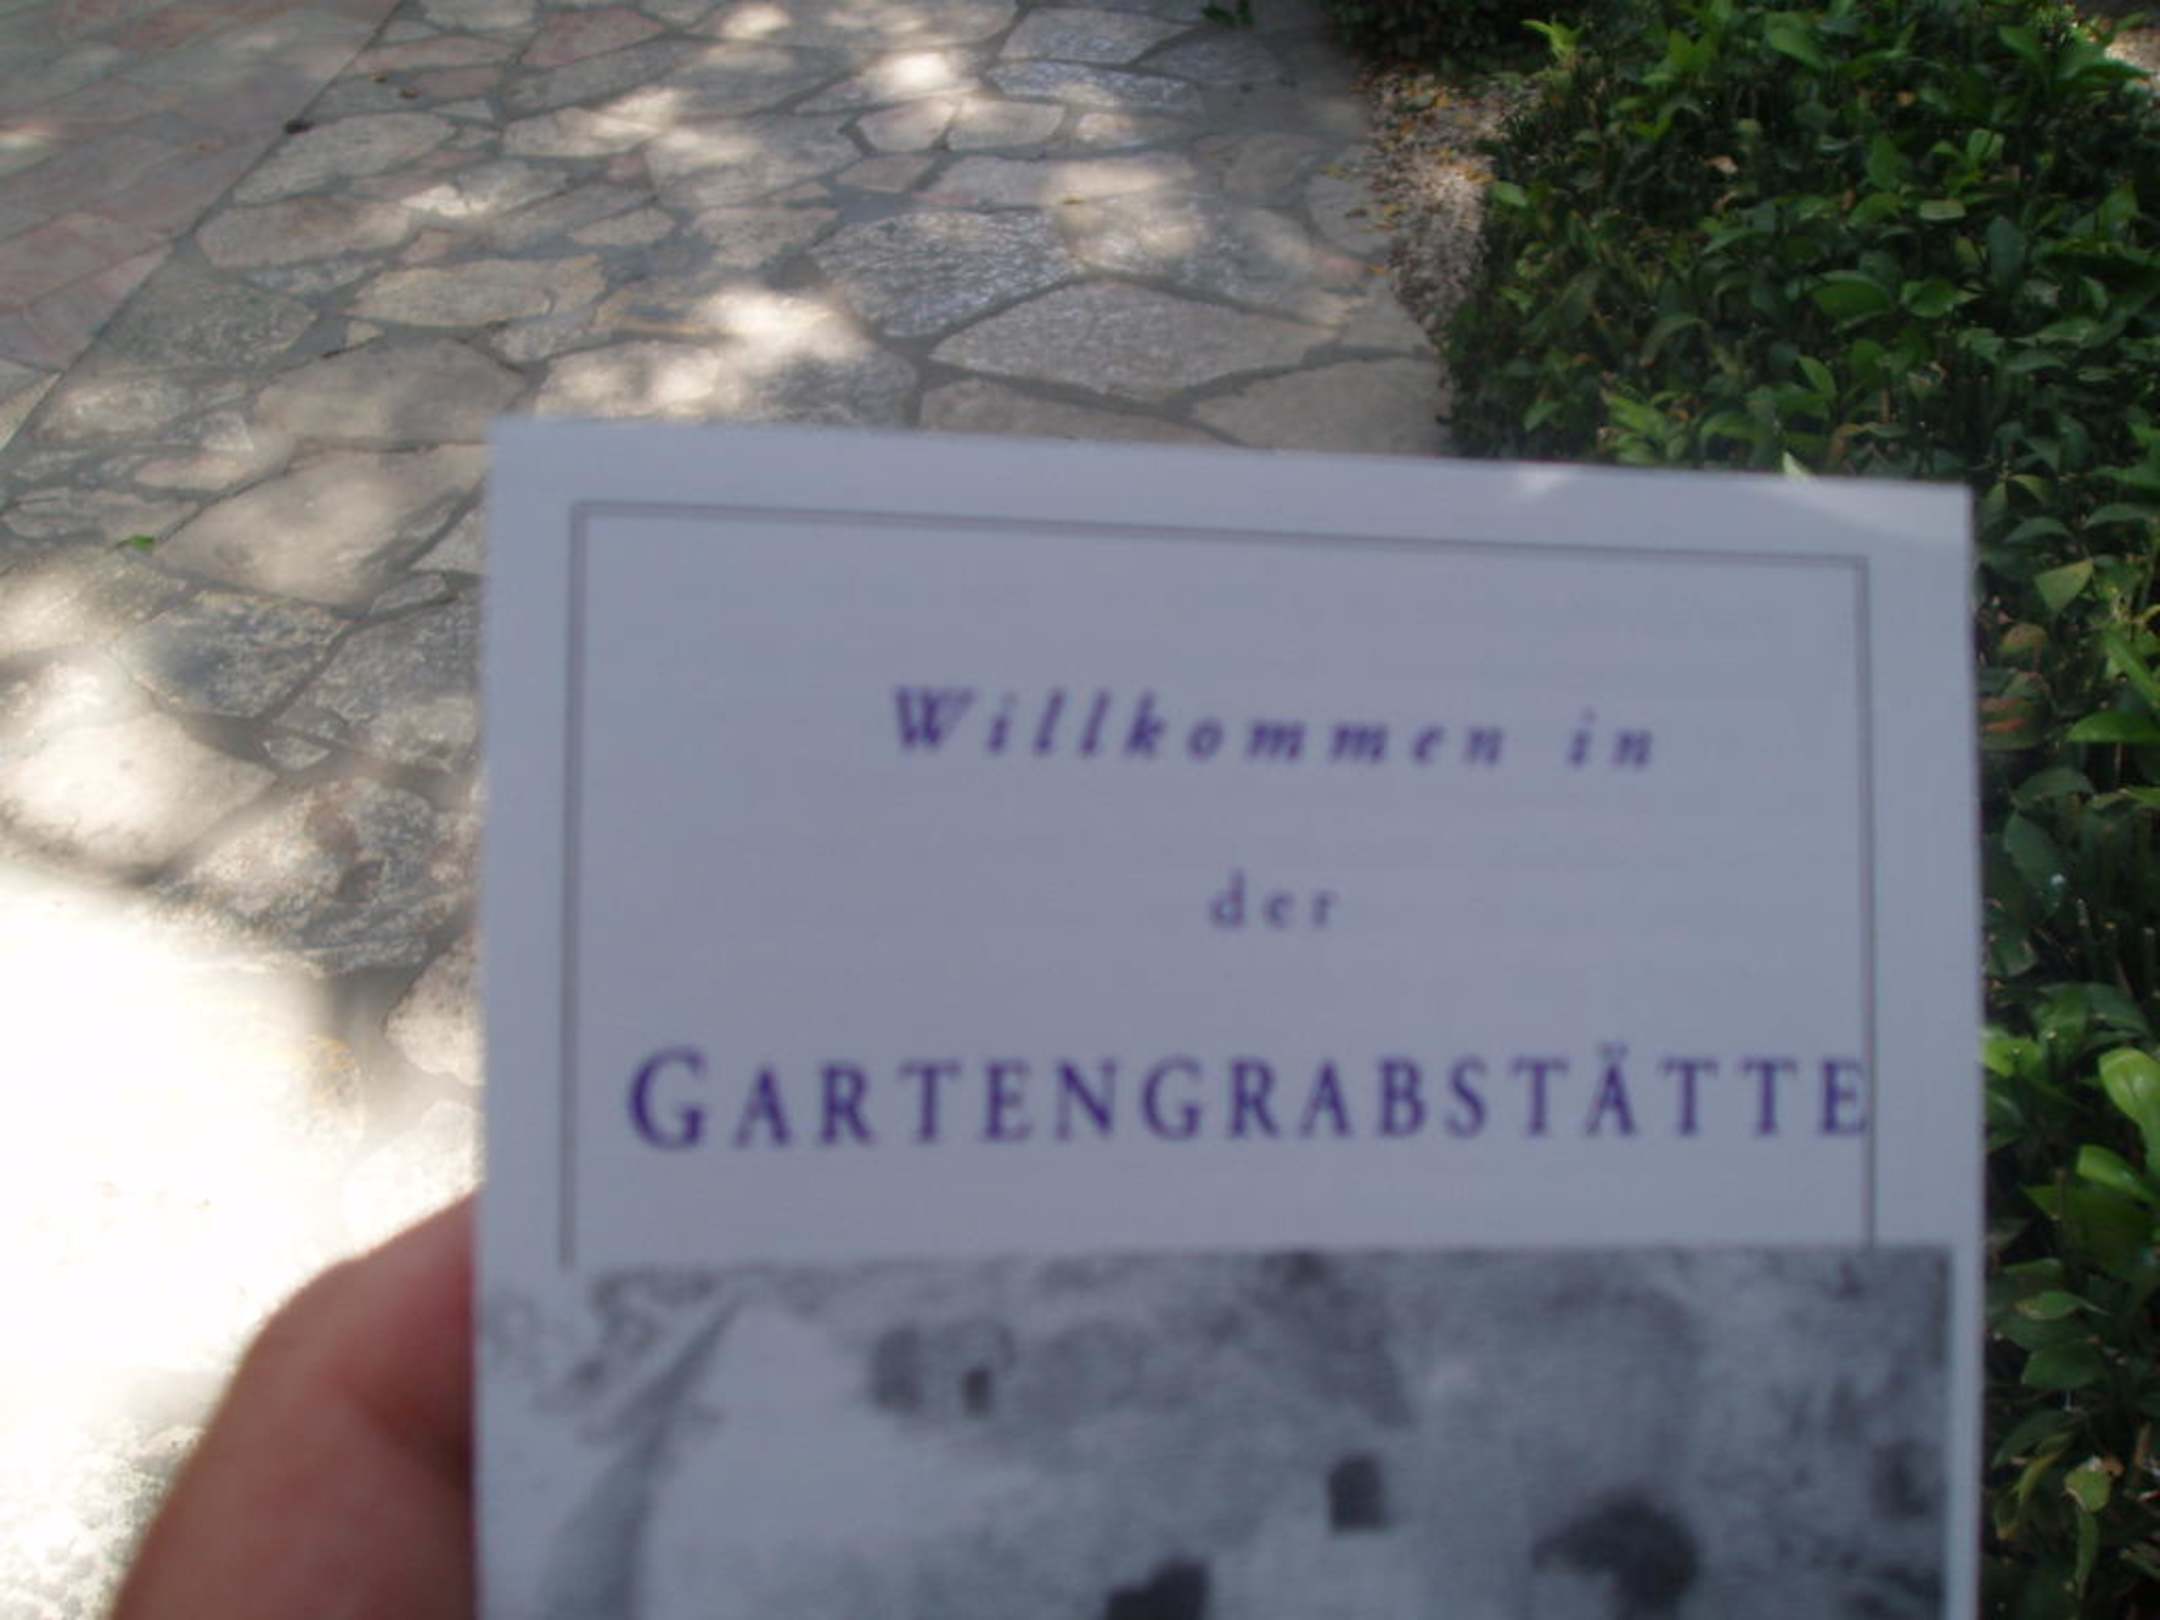 Willkommen in
der
GARTENGRABSTÄTTE